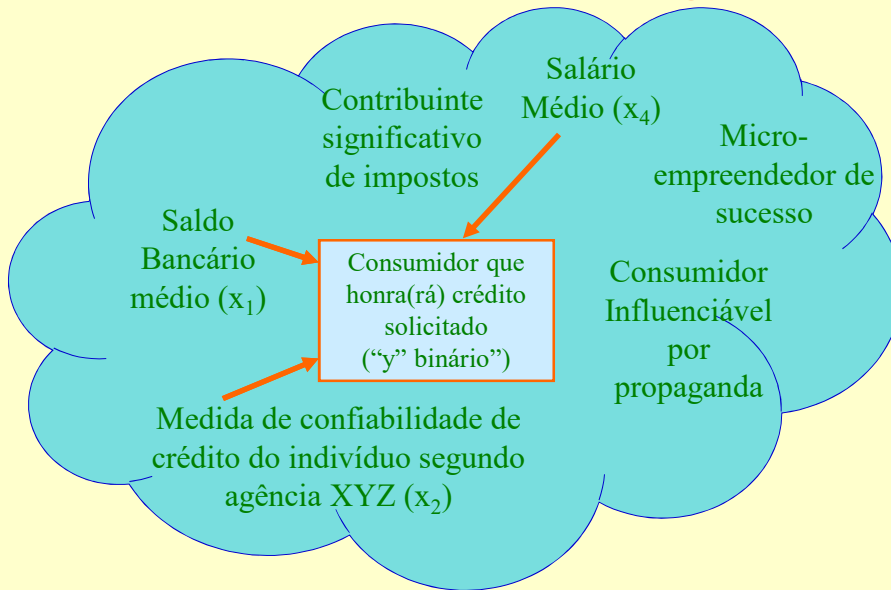 Contribuinte
significativo
de impostos
Salário
Médio (x₄)
Micro-
empreendedor de
sucesso
Saldo
Bancário
médio (x₁)
Consumidor que
honra(rá) crédito
solicitado
(“y” binário”)
Consumidor
Influenciável
por
propaganda
Medida de confiabilidade de
crédito do indivíduo segundo
agência XYZ (x₂)